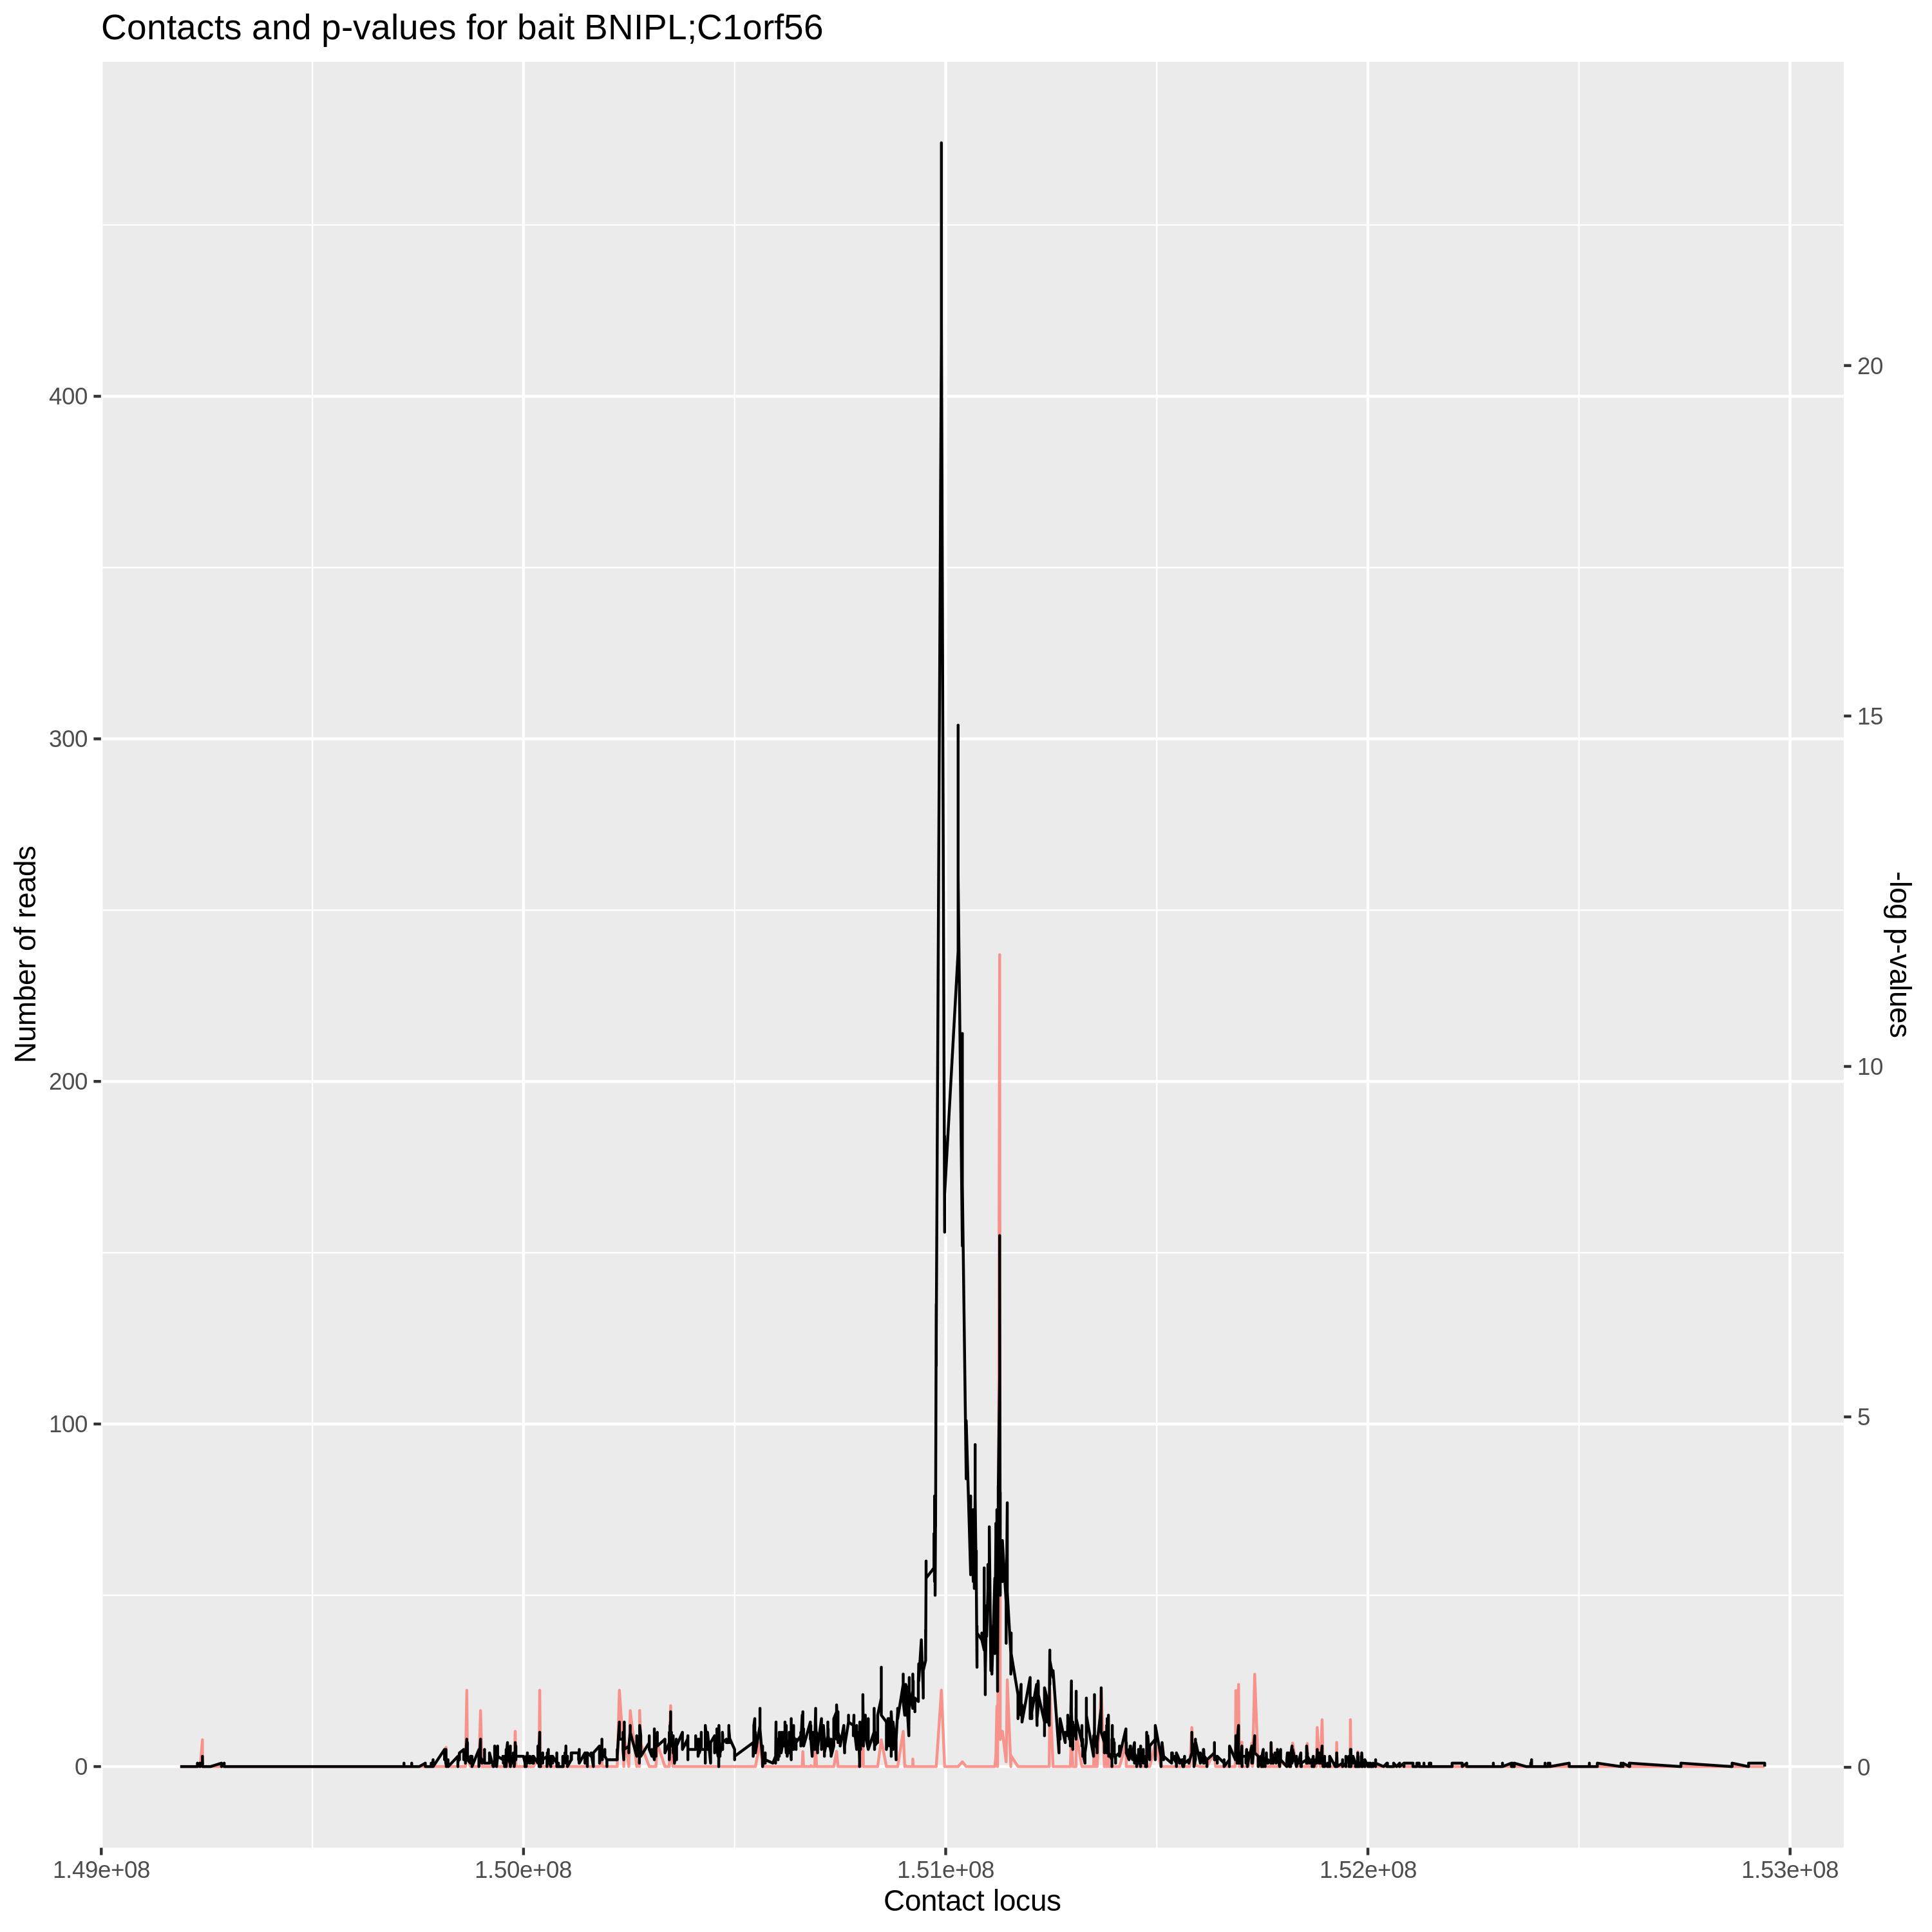 Contacts and p-values for bait BNIPL;C1orf56
Number of reads
400
300
200
100
0
20
15
10
5
0
-log p-values
1.49e+08 1.50e+08 1.51e+08 1.52e+08 1.53e+08
Contact locus